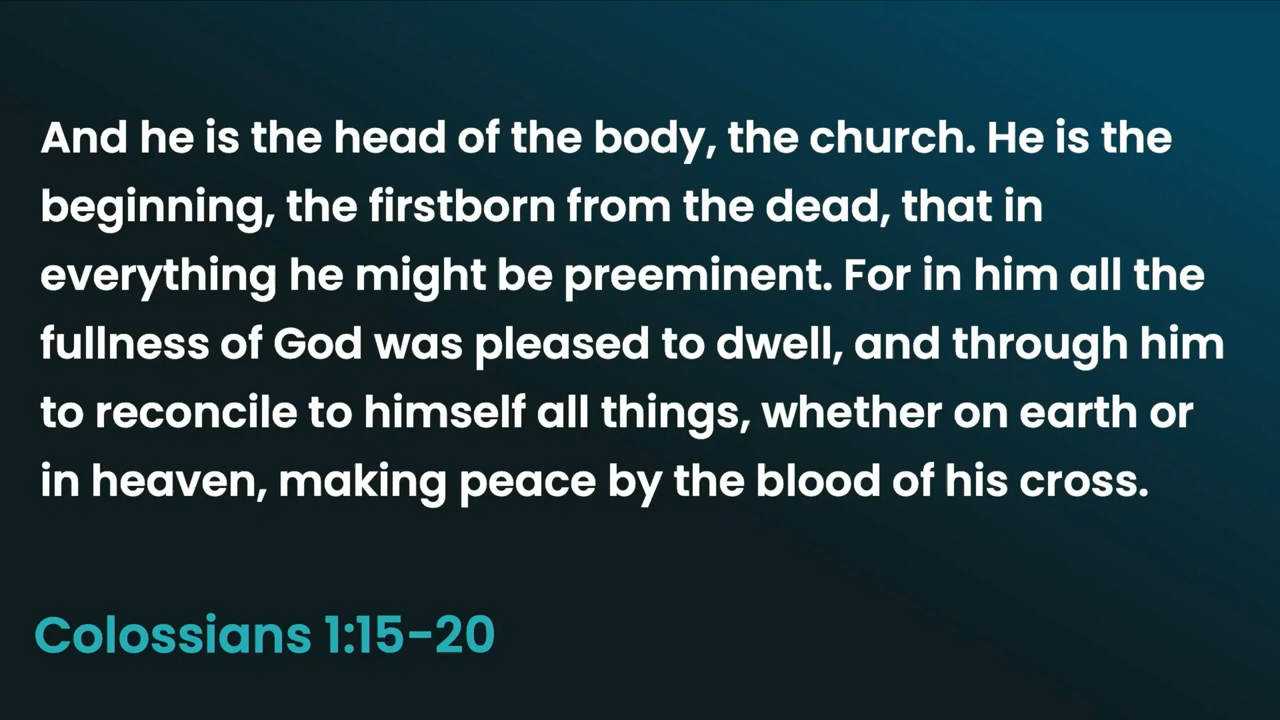 And he is the head of the body, the church. He is the
beginning, the firstborn from the dead, that in
everything he might be preeminent. For in him all the
fullness of God was pleased to dwell, and through him
to reconcile to himself all things, whether on earth or
in heaven, making peace by the blood of his cross.
Colossians 1:15-20